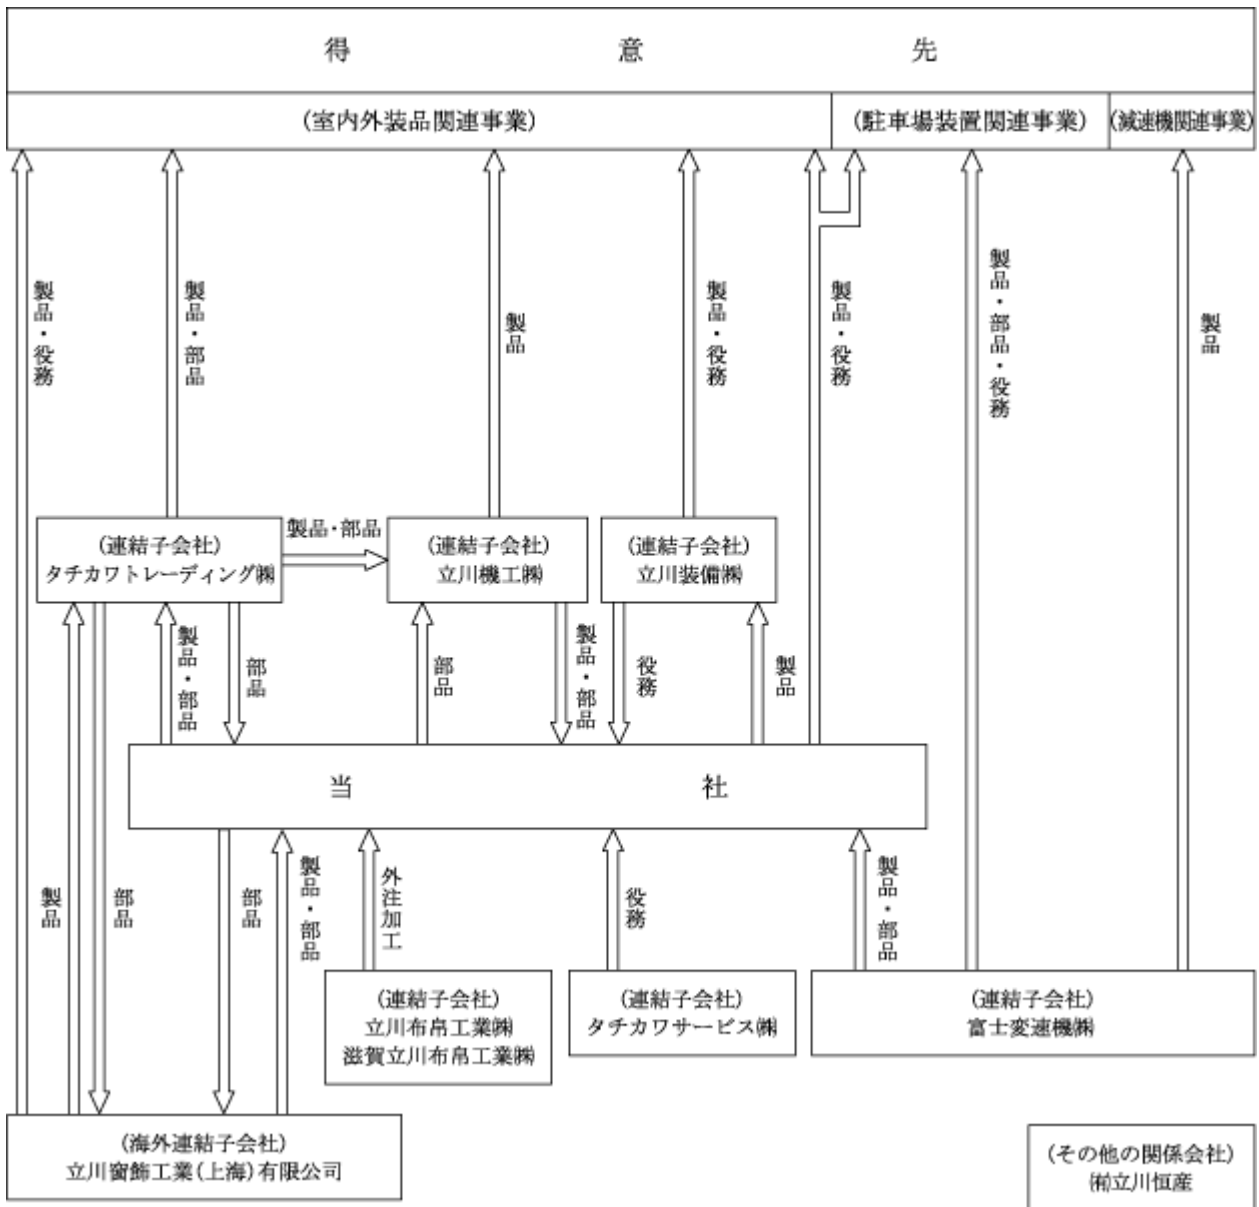 得意先
(室内外装品関連事業)
(駐車場装置関連事業)
(減速機関連事業)
製品・役務
製品・部品
製品
製品・役務
製品・役務
製品・部品・役務
製品
(連結子会社)
タチカワトレーディング㈱
製品・部品
(連結子会社)
立川機工㈱
(連結子会社)
立川装備㈱
製品・部品
部品
部品
製品・部品
役務
製品
当社
製品
部品
部品
製品・部品
外注加工
役務
製品・部品
(連結子会社)
立川布帛工業㈱
滋賀立川布帛工業㈱
(連結子会社)
タチカワサービス㈱
(連結子会社)
富士変速機㈱
(海外連結子会社)
立川窗飾工業(上海)有限公司
(その他の関係会社)
㈲立川恒産